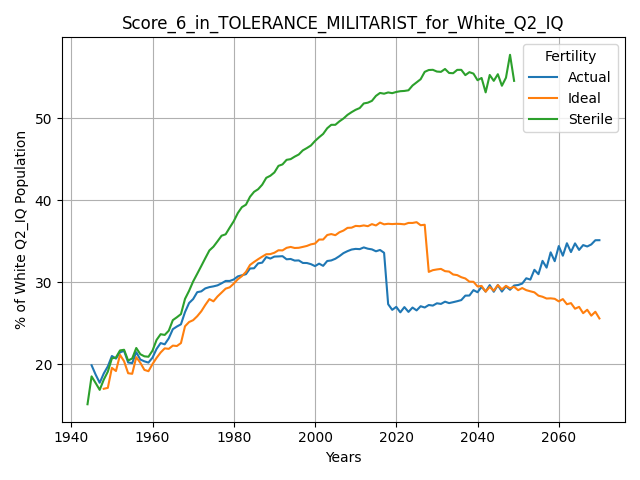 Score_6_in_TOLERANCE_MILITARIST_for_White_Q2_IQ
Fertility
Actual
Ideal
Sterile
% of White Q2_IQ Population
50
40
30
20
1940 1960 1980 2000 2020 2040 2060
Years